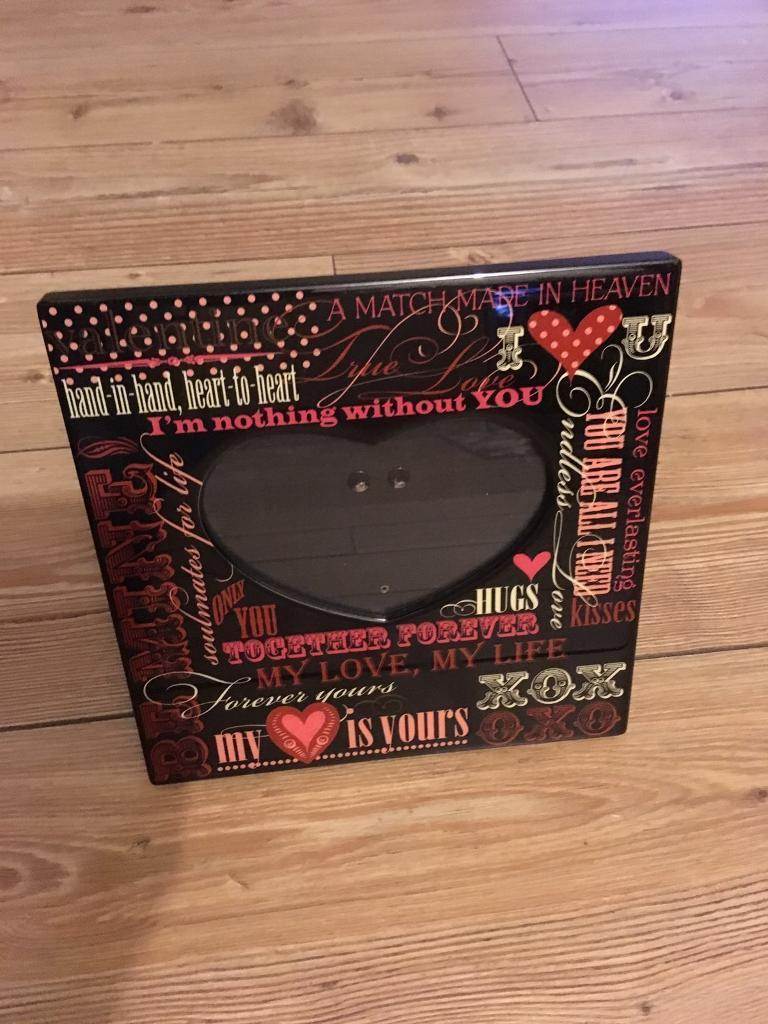 A MATCH MADE IN HEAVEN
valentine
True Love
I U
hand-in-hand, heart-to-heart
I'm nothing without YOU
BE MINE
soulmates for life
Endless Love
YOU ARE ALL I NEED
love everlasting
ONLY
YOU
HUGS
kisses
TOGETHER FOREVER
MY LOVE, MY LIFE
Forever yours
XOX
my is yours
OXO